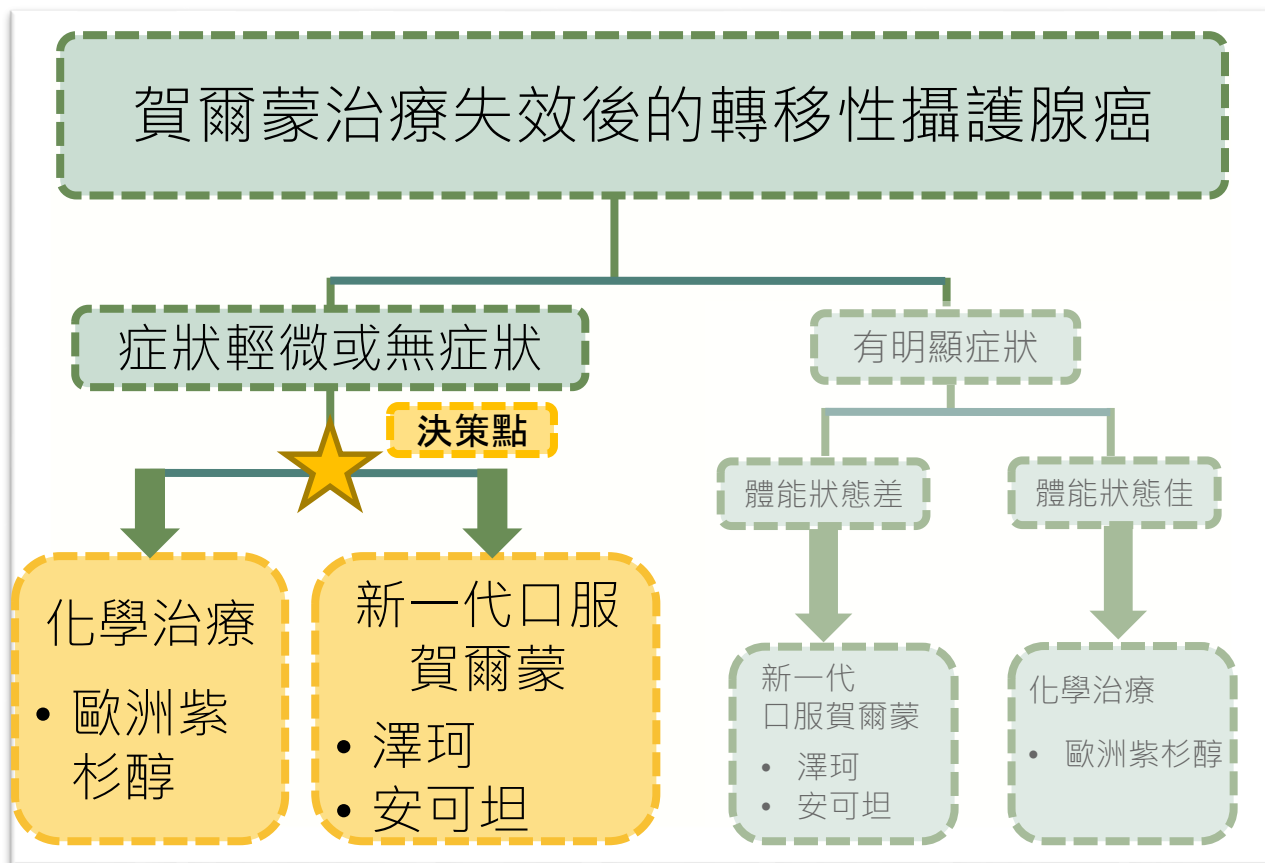 賀爾蒙治療失效後的轉移性攝護腺癌
症狀輕微或無症狀
有明顯症狀
決策點
體能狀態差
體能狀態佳
化學治療
• 歐洲紫
杉醇
新一代口服
賀爾蒙
• 澤珂
• 安可坦
新一代
口服賀爾蒙
• 澤珂
• 安可坦
化學治療
• 歐洲紫杉醇